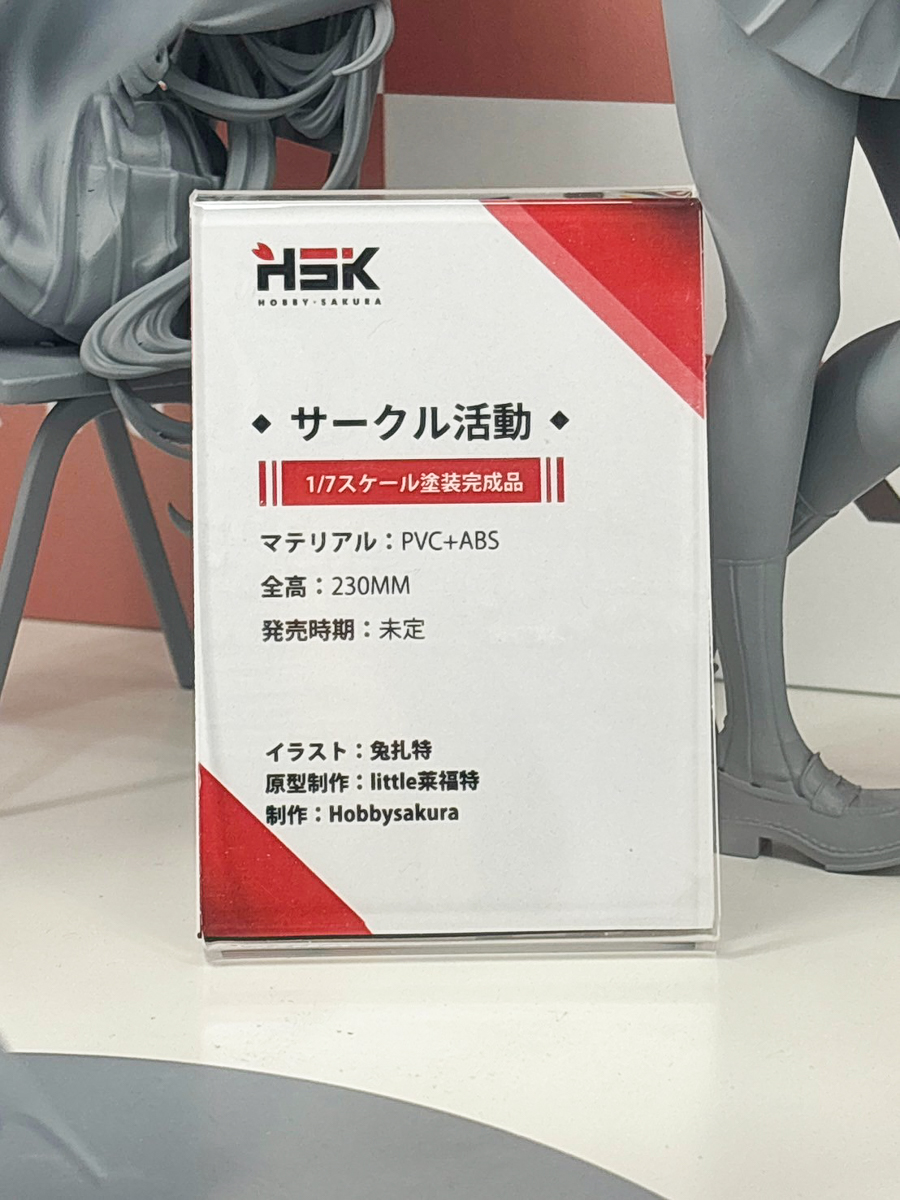 HSK
HOBBY·SAKURA
◆ サークル活動 ◆
1/7スケール塗装完成品
マテリアル：PVC+ABS
全高：230MM
発売時期：未定
イラスト：兔扎特
原型制作：little莱福特
制作：Hobbysakura